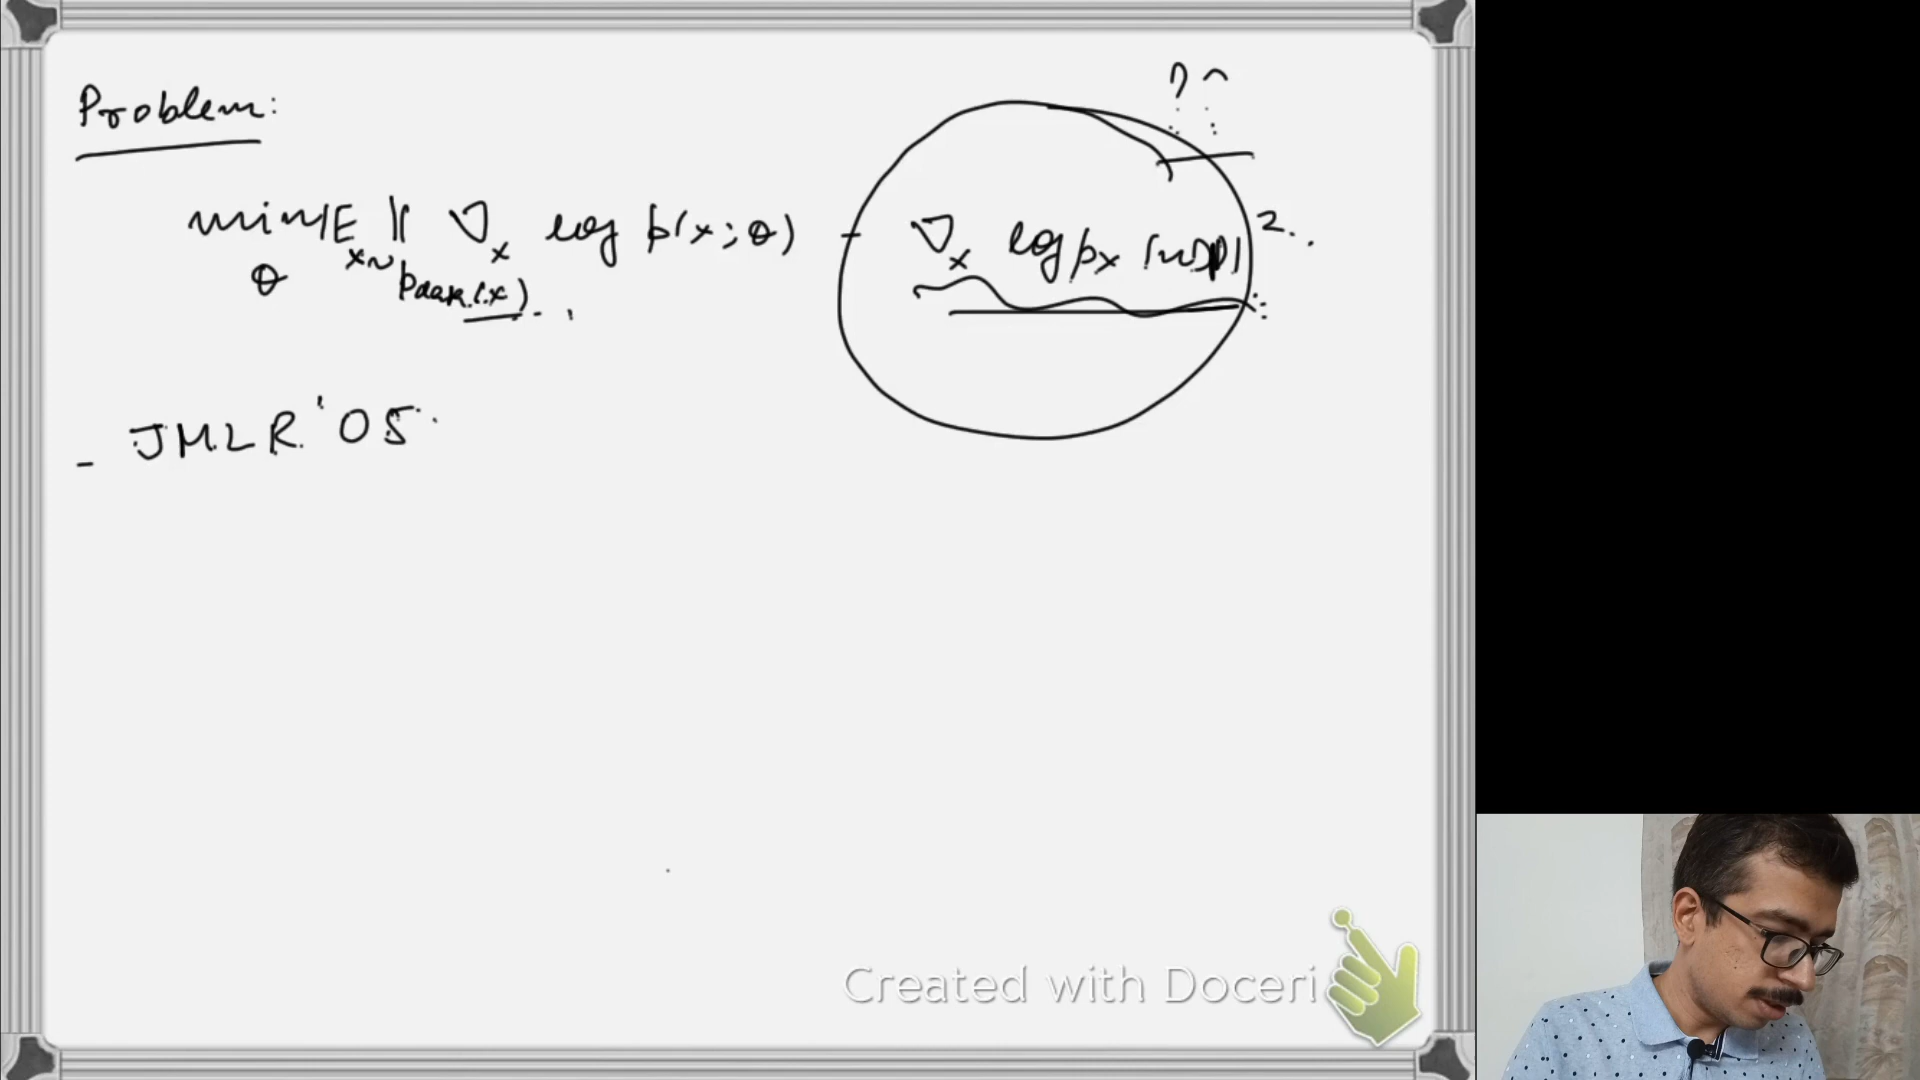 Problem:
?
min E || ∇x log p(x; θ) - ∇x log px ||²
θ x~pdata(x)
- JMLR '05
Created with Doceri